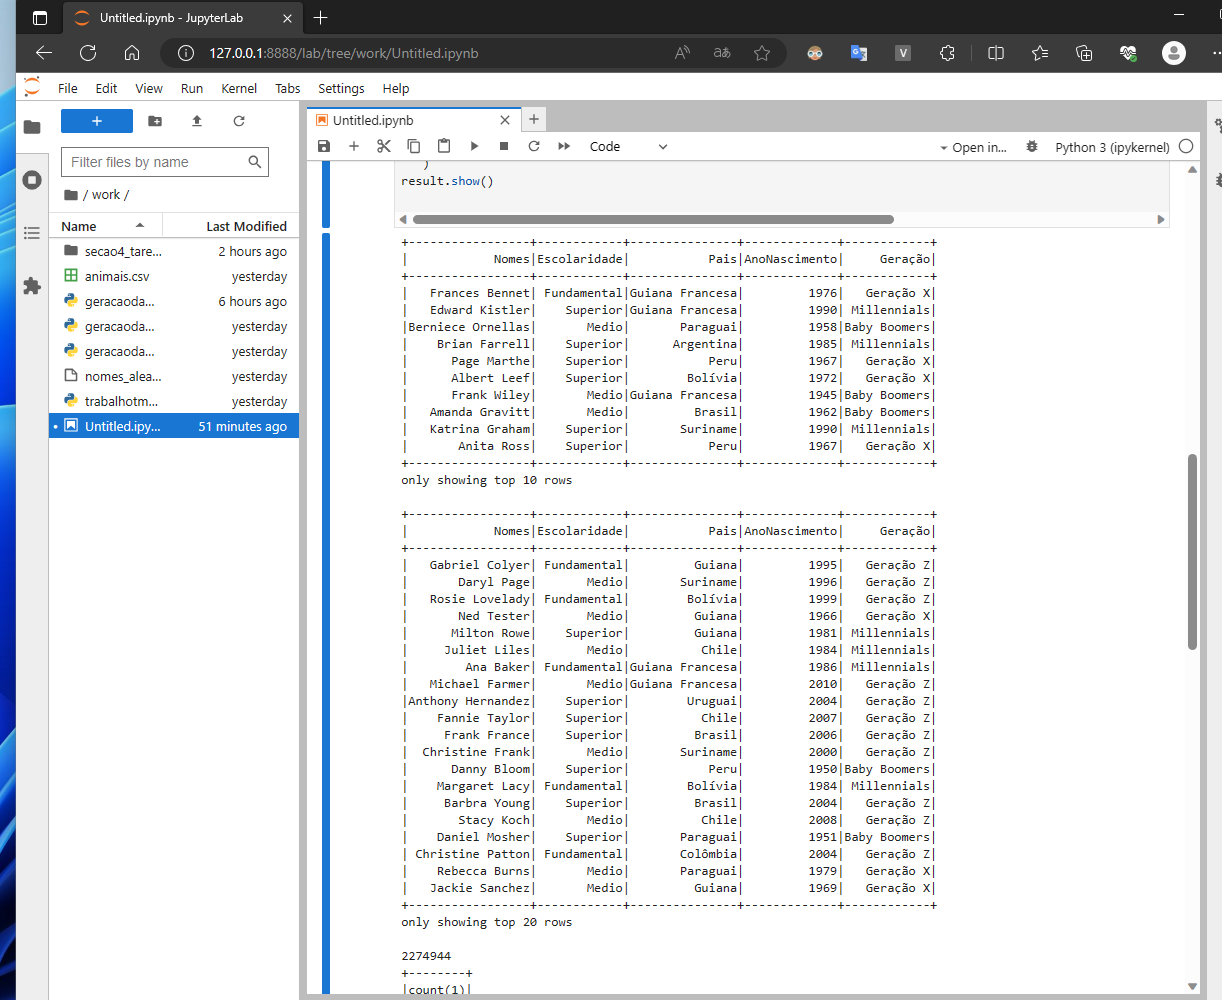 Untitled.ipynb - JupyterLab
127.0.0.1:8888/lab/tree/work/Untitled.ipynb
File Edit View Run Kernel Tabs Settings Help
Filter files by name
/ work /
Name Last Modified
secao4_tare... 2 hours ago
animais.csv yesterday
geracaoda... 6 hours ago
geracaoda... yesterday
geracaoda... yesterday
nomes_alea... yesterday
trabalhotm... yesterday
Untitled.ipy... 51 minutes ago
Untitled.ipynb
Code Open in... Python 3 (ipykernel)
)
result.show()
+-----------------+------------+---------------+-------------+------------+
|            Nomes|Escolaridade|           Pais|AnoNascimento|     Geração|
+-----------------+------------+---------------+-------------+------------+
|   Frances Bennet| Fundamental|Guiana Francesa|         1976|   Geração X|
|   Edward Kistler|    Superior|Guiana Francesa|         1990| Millennials|
|Berniece Ornellas|       Medio|       Paraguai|         1958|Baby Boomers|
|    Brian Farrell|    Superior|      Argentina|         1985| Millennials|
|      Page Marthe|    Superior|           Peru|         1967|   Geração X|
|      Albert Leef|    Superior|        Bolívia|         1972|   Geração X|
|      Frank Wiley|       Medio|Guiana Francesa|         1945|Baby Boomers|
|   Amanda Gravitt|       Medio|         Brasil|         1962|Baby Boomers|
|   Katrina Graham|    Superior|       Suriname|         1990| Millennials|
|       Anita Ross|    Superior|           Peru|         1967|   Geração X|
+-----------------+------------+---------------+-------------+------------+
only showing top 10 rows
+-----------------+------------+---------------+-------------+------------+
|            Nomes|Escolaridade|           Pais|AnoNascimento|     Geração|
+-----------------+------------+---------------+-------------+------------+
|   Gabriel Colyer| Fundamental|         Guiana|         1995|   Geração Z|
|       Daryl Page|       Medio|       Suriname|         1996|   Geração Z|
|   Rosie Lovelady| Fundamental|        Bolívia|         1999|   Geração Z|
|       Ned Tester|       Medio|         Guiana|         1966|   Geração X|
|      Milton Rowe|    Superior|         Guiana|         1981| Millennials|
|     Juliet Liles|       Medio|          Chile|         1984| Millennials|
|        Ana Baker| Fundamental|Guiana Francesa|         1986| Millennials|
|   Michael Farmer|       Medio|Guiana Francesa|         2010|   Geração Z|
|Anthony Hernandez|    Superior|        Uruguai|         2004|   Geração Z|
|    Fannie Taylor|    Superior|          Chile|         2007|   Geração Z|
|     Frank France|    Superior|         Brasil|         2006|   Geração Z|
|  Christine Frank|       Medio|       Suriname|         2000|   Geração Z|
|      Danny Bloom|    Superior|           Peru|         1950|Baby Boomers|
|    Margaret Lacy| Fundamental|        Bolívia|         1984| Millennials|
|     Barbra Young|    Superior|         Brasil|         2004|   Geração Z|
|       Stacy Koch|       Medio|          Chile|         2008|   Geração Z|
|    Daniel Mosher|    Superior|       Paraguai|         1951|Baby Boomers|
| Christine Patton| Fundamental|       Colômbia|         2004|   Geração Z|
|    Rebecca Burns|       Medio|       Paraguai|         1979|   Geração X|
|   Jackie Sanchez|       Medio|         Guiana|         1969|   Geração X|
+-----------------+------------+---------------+-------------+------------+
only showing top 20 rows
2274944
+--------+
|count(1)|